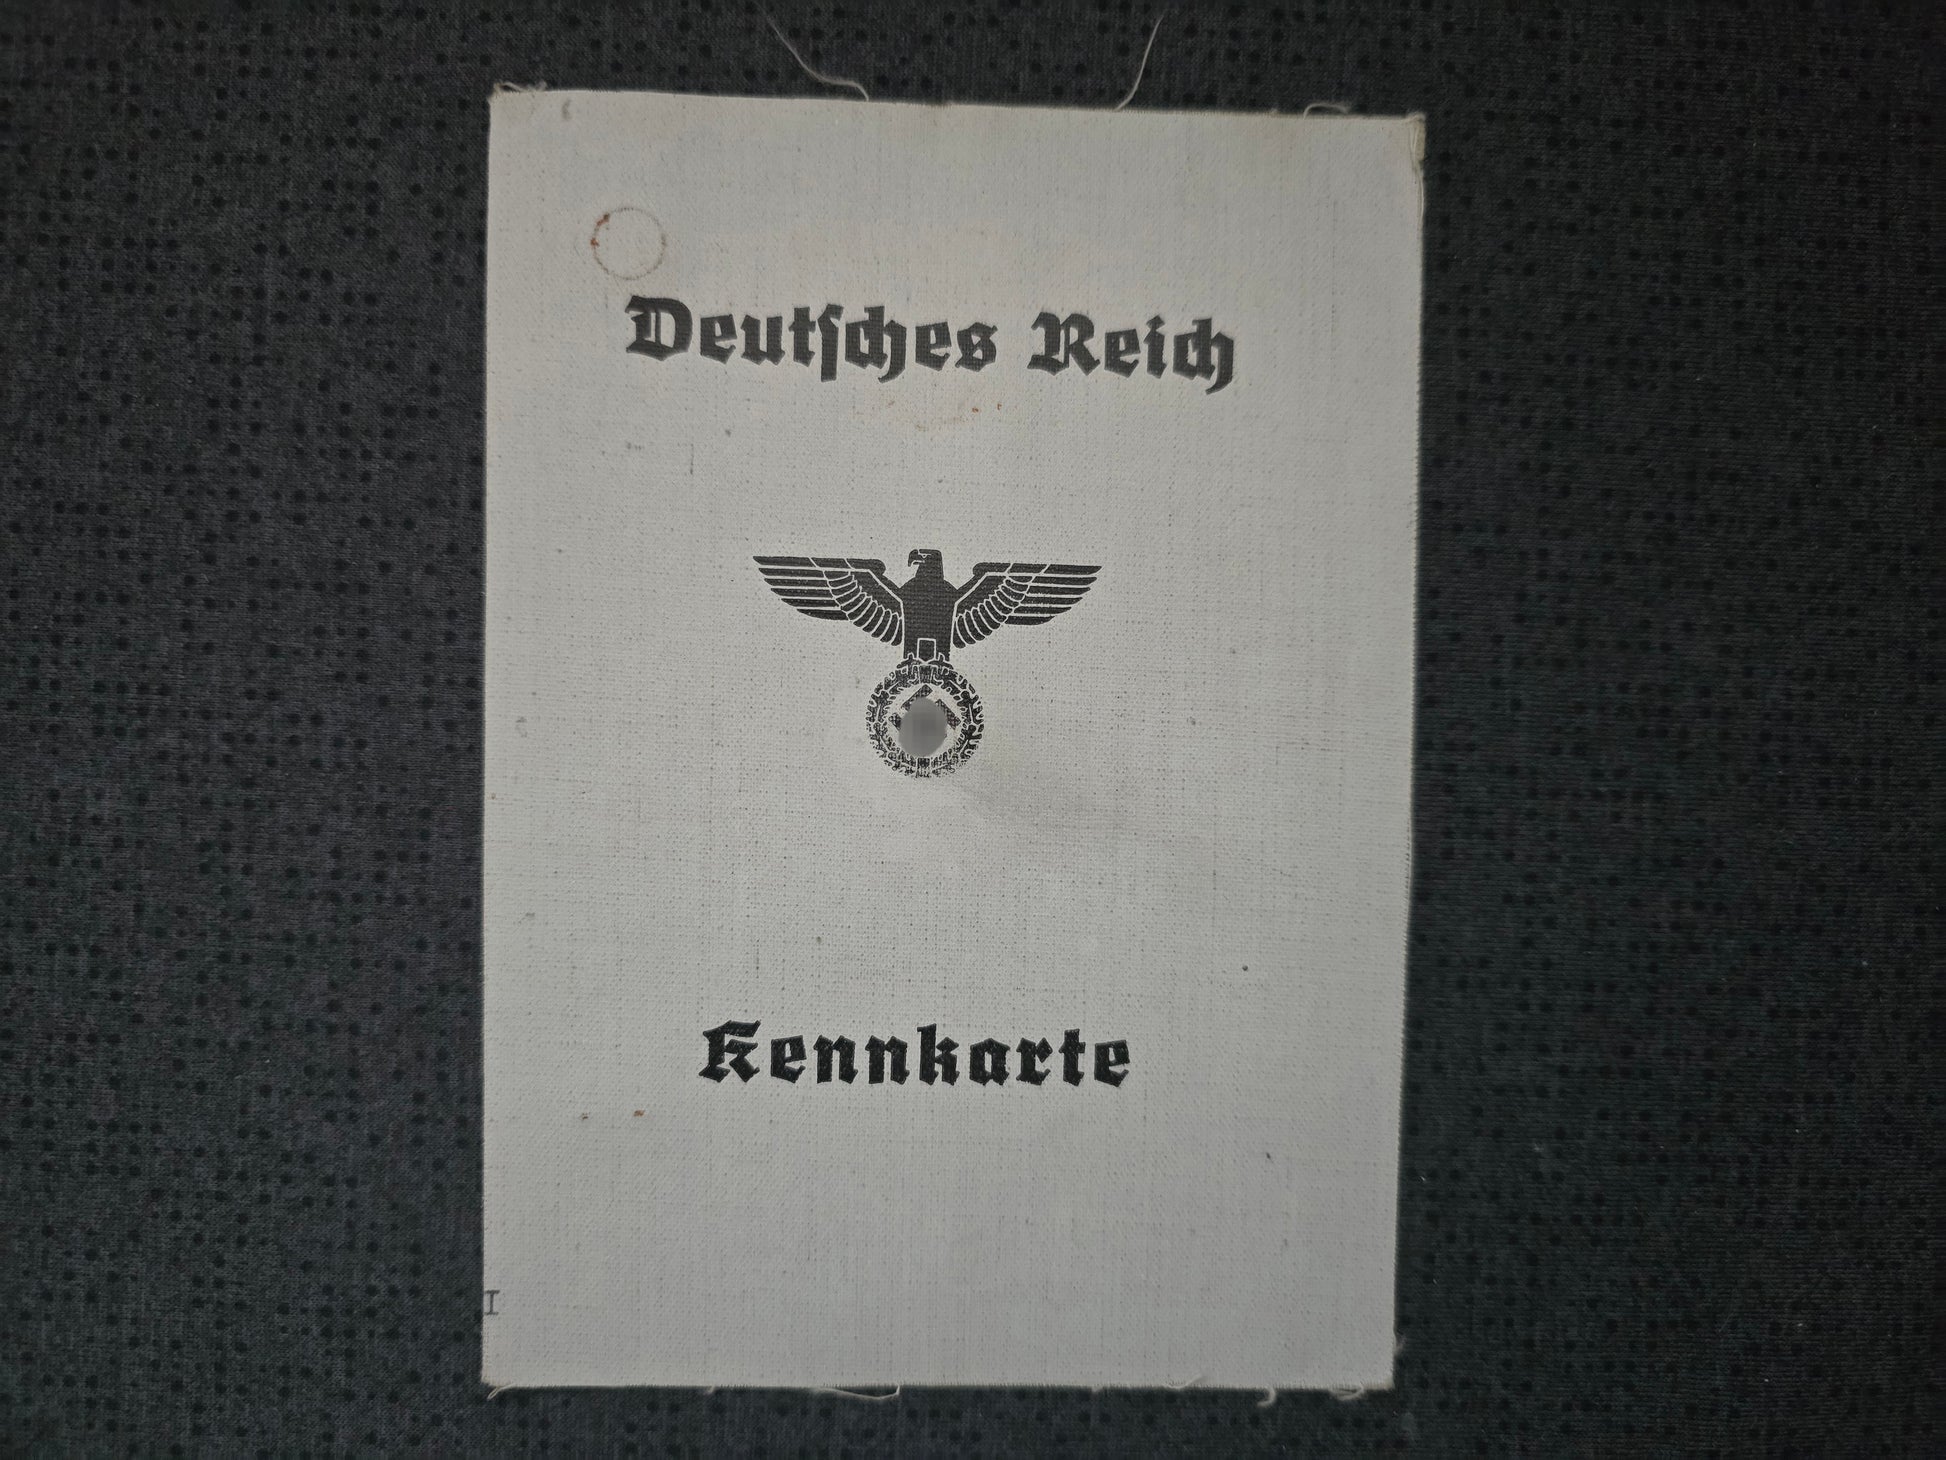 Deutſches Reich
Kennkarte
I